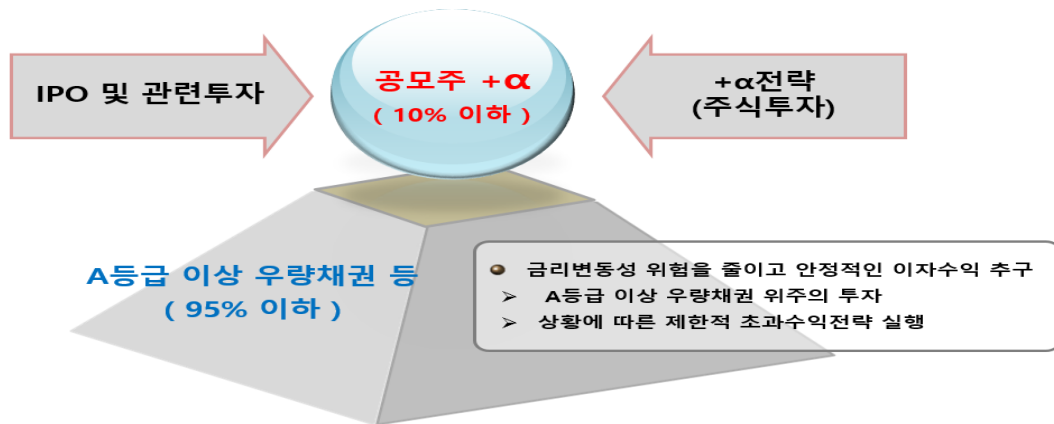 IPO 및 관련투자
공모주 +α
( 10% 이하 )
+α전략
(주식투자)
A등급 이상 우량채권 등
( 95% 이하 )
금리변동성 위험을 줄이고 안정적인 이자수익 추구
A등급 이상 우량채권 위주의 투자
상황에 따른 제한적 초과수익전략 실행